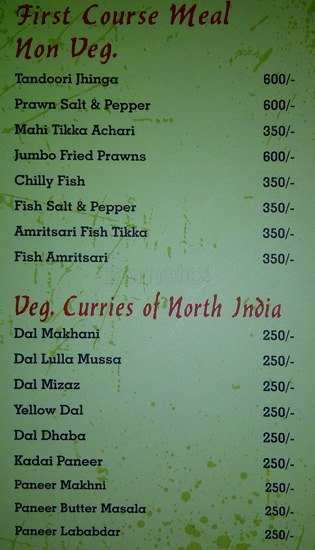 First Course Meal
Non Veg.
Tandoori Jhinga 600/-
Prawn Salt & Pepper 600/-
Mahi Tikka Achari 350/-
Jumbo Fried Prawns 600/-
Chilly Fish 350/-
Fish Salt & Pepper 350/-
Amritsari Fish Tikka 350/-
Fish Amritsari 350/-
Veg. Curries of North India
Dal Makhani 250/-
Dal Lulla Mussa 250/-
Dal Mizaz 250/-
Yellow Dal 250/-
Dal Dhaba 250/-
Kadai Paneer 250/-
Paneer Makhni 250/-
Paneer Butter Masala 250/-
Paneer Lababdar 250/-